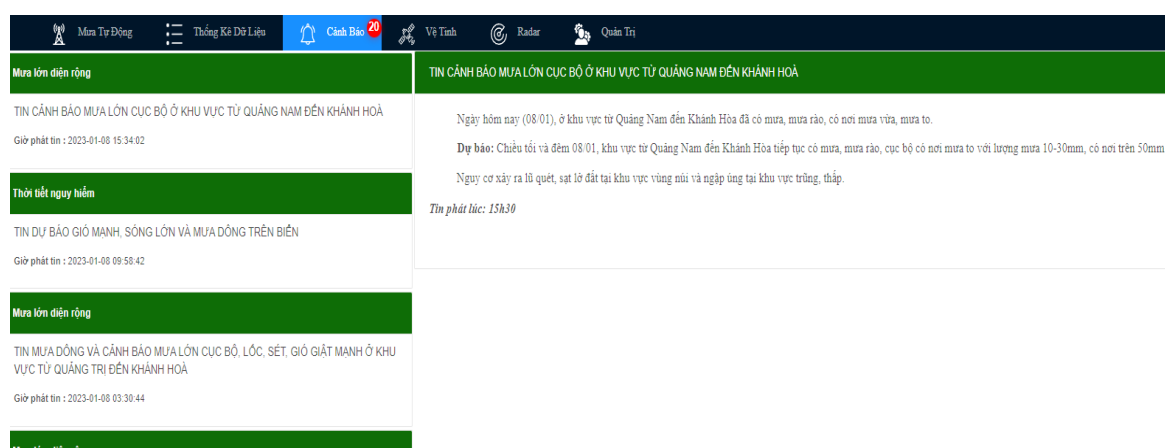 Mưa Tự Động
Thống Kê Dữ Liệu
Cảnh Báo 20
Vệ Tinh
Radar
Quản Trị
Mưa lớn diện rộng
TIN CẢNH BÁO MƯA LỚN CỤC BỘ Ở KHU VỰC TỪ QUẢNG NAM ĐẾN KHÁNH HOÀ
Giờ phát tin : 2023-01-08 15:34:02
Thời tiết nguy hiểm
TIN DỰ BÁO GIÓ MẠNH, SÓNG LỚN VÀ MƯA DÔNG TRÊN BIỂN
Giờ phát tin : 2023-01-08 09:58:42
Mưa lớn diện rộng
TIN MƯA DÔNG VÀ CẢNH BÁO MƯA LỚN CỤC BỘ, LỐC, SÉT, GIÓ GIẬT MẠNH Ở KHU
VỰC TỪ QUẢNG TRỊ ĐẾN KHÁNH HOÀ
Giờ phát tin : 2023-01-08 03:30:44
TIN CẢNH BÁO MƯA LỚN CỤC BỘ Ở KHU VỰC TỪ QUẢNG NAM ĐẾN KHÁNH HOÀ
Ngày hôm nay (08/01), ở khu vực từ Quảng Nam đến Khánh Hòa đã có mưa, mưa rào, có nơi mưa vừa, mưa to.
Dự báo: Chiều tối và đêm 08/01, khu vực từ Quảng Nam đến Khánh Hòa tiếp tục có mưa, mưa rào, cục bộ có nơi mưa to với lượng mưa 10-30mm, có nơi trên 50mm
Nguy cơ xảy ra lũ quét, sạt lở đất tại khu vực vùng núi và ngập úng tại khu vực trũng, thấp.
Tin phát lúc: 15h30